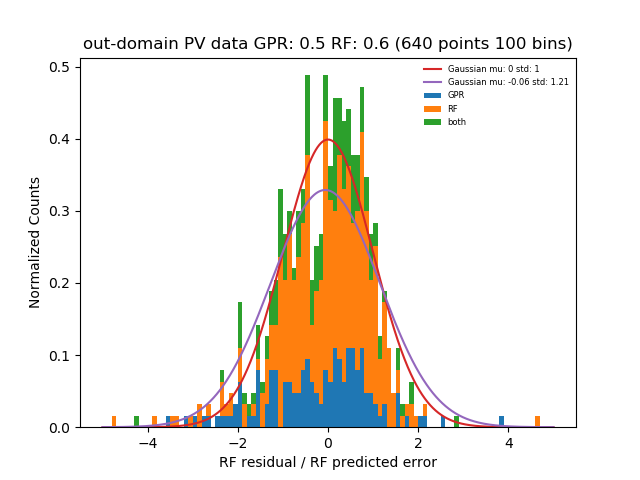 out-domain PV data GPR: 0.5 RF: 0.6 (640 points 100 bins)
Gaussian mu: 0 std: 1
Gaussian mu: -0.06 std: 1.21
GPR
RF
both
Normalized Counts
0.5
0.4
0.3
0.2
0.1
0.0
−4
−2
0
2
4
RF residual / RF predicted error